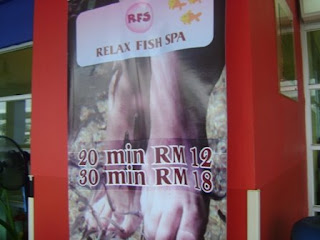 RFS
RELAX FISH SPA
20 min RM 12
30 min RM 18